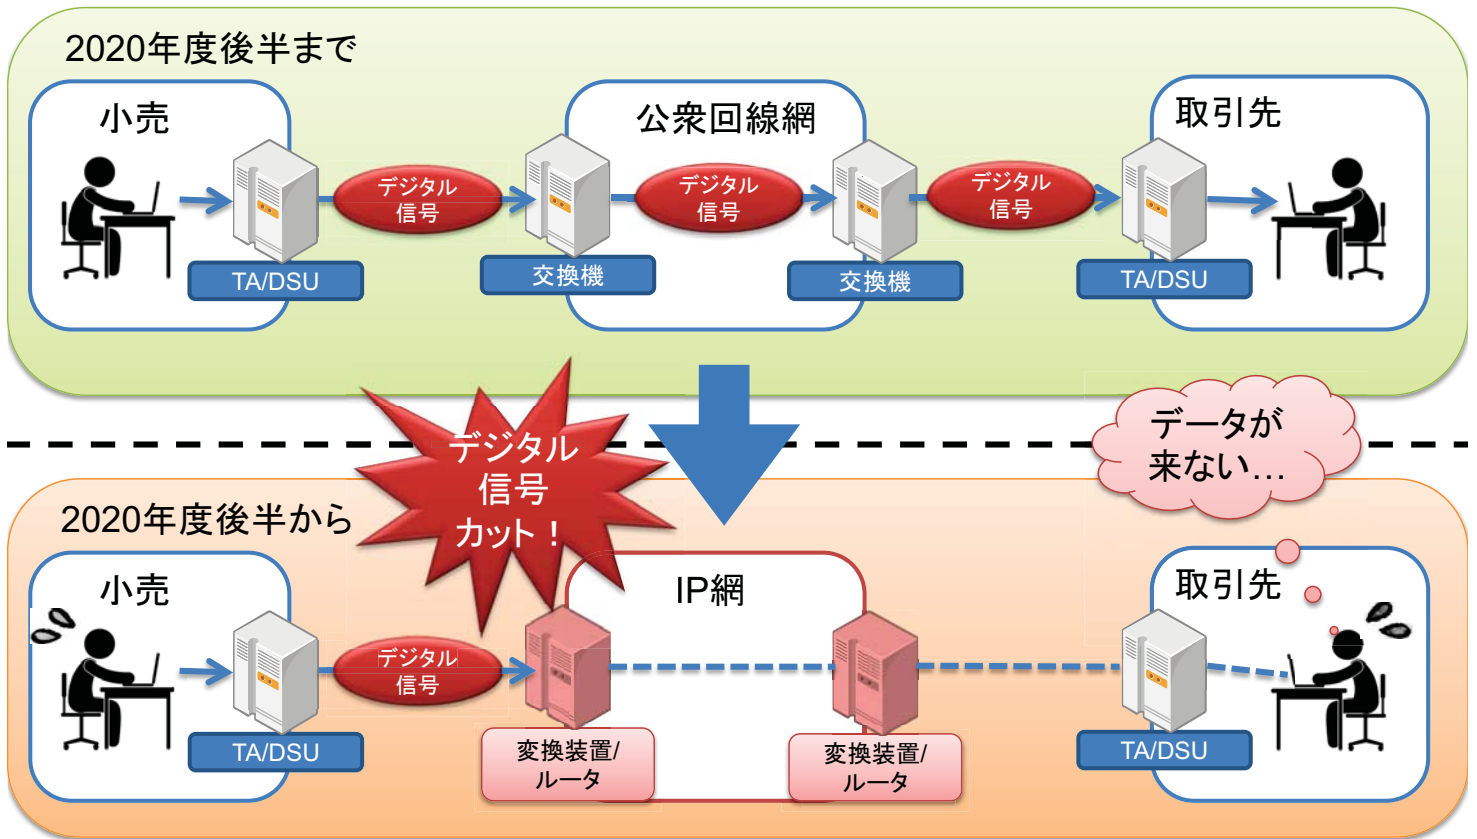 2020年度後半まで
小売
公衆回線網
取引先
デジタル
信号
デジタル
信号
デジタル
信号
TA/DSU
交換機
交換機
TA/DSU
デジタル
信号
カット！
データが
来ない…
2020年度後半から
小売
IP網
取引先
デジタル
信号
TA/DSU
変換装置/
ルータ
変換装置/
ルータ
TA/DSU